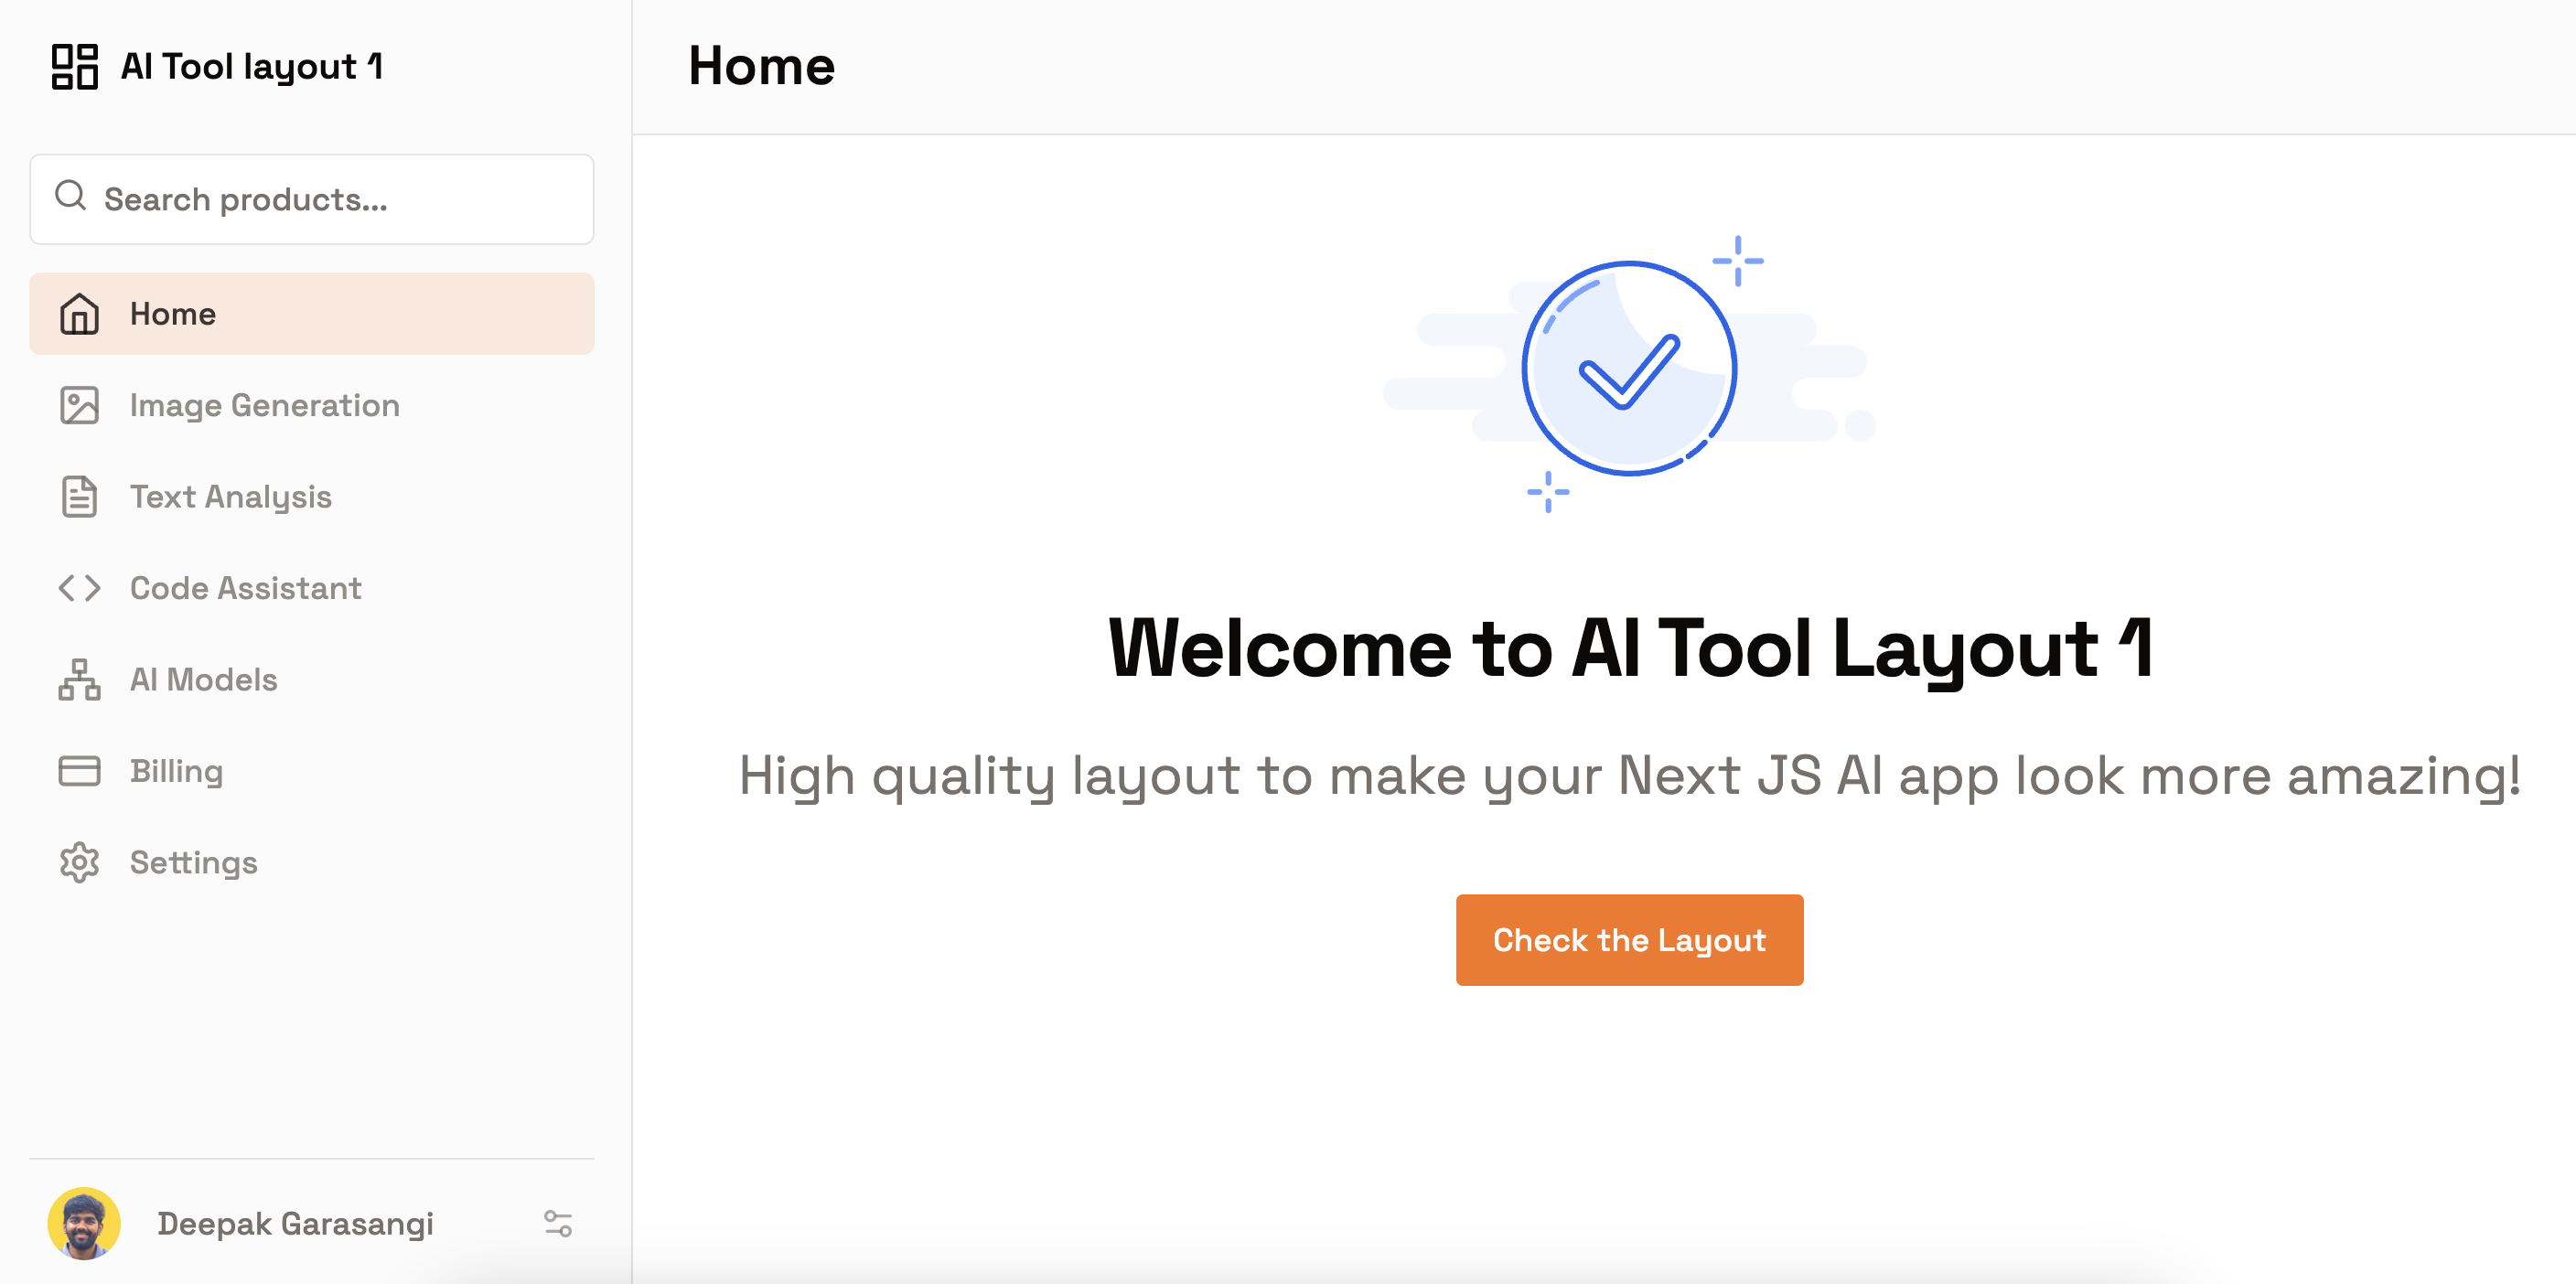 AI Tool layout 1
Search products...
Home
Image Generation
Text Analysis
Code Assistant
AI Models
Billing
Settings
Deepak Garasangi
Home
Welcome to AI Tool Layout 1
High quality layout to make your Next JS AI app look more amazing!
Check the Layout